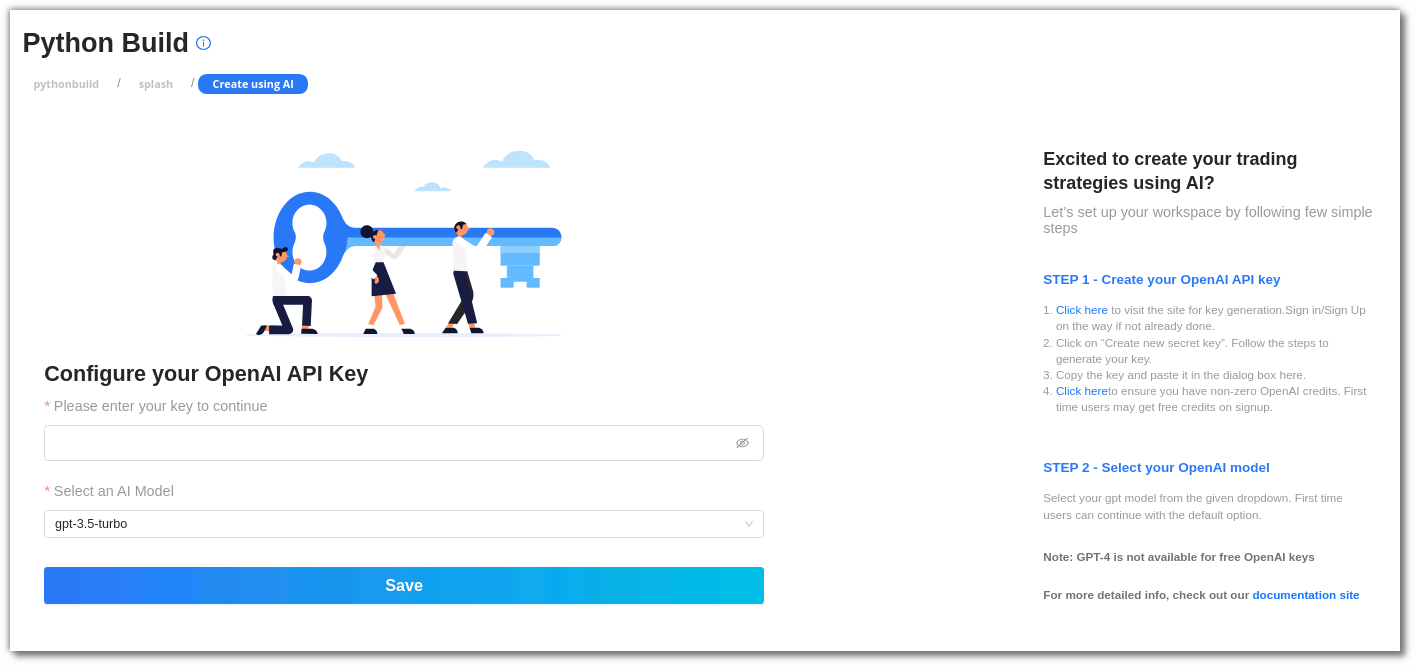 Python Build
pythonbuild / splash / Create using AI
Configure your OpenAI API Key
* Please enter your key to continue
* Select an AI Model
gpt-3.5-turbo
Save
Excited to create your trading
strategies using AI?
Let’s set up your workspace by following few simple
steps
STEP 1 - Create your OpenAI API key
1. Click here to visit the site for key generation.Sign in/Sign Up
on the way if not already done.
2. Click on “Create new secret key”. Follow the steps to
generate your key.
3. Copy the key and paste it in the dialog box here.
4. Click hereto ensure you have non-zero OpenAI credits. First
time users may get free credits on signup.
STEP 2 - Select your OpenAI model
Select your gpt model from the given dropdown. First time
users can continue with the default option.
Note: GPT-4 is not available for free OpenAI keys
For more detailed info, check out our documentation site